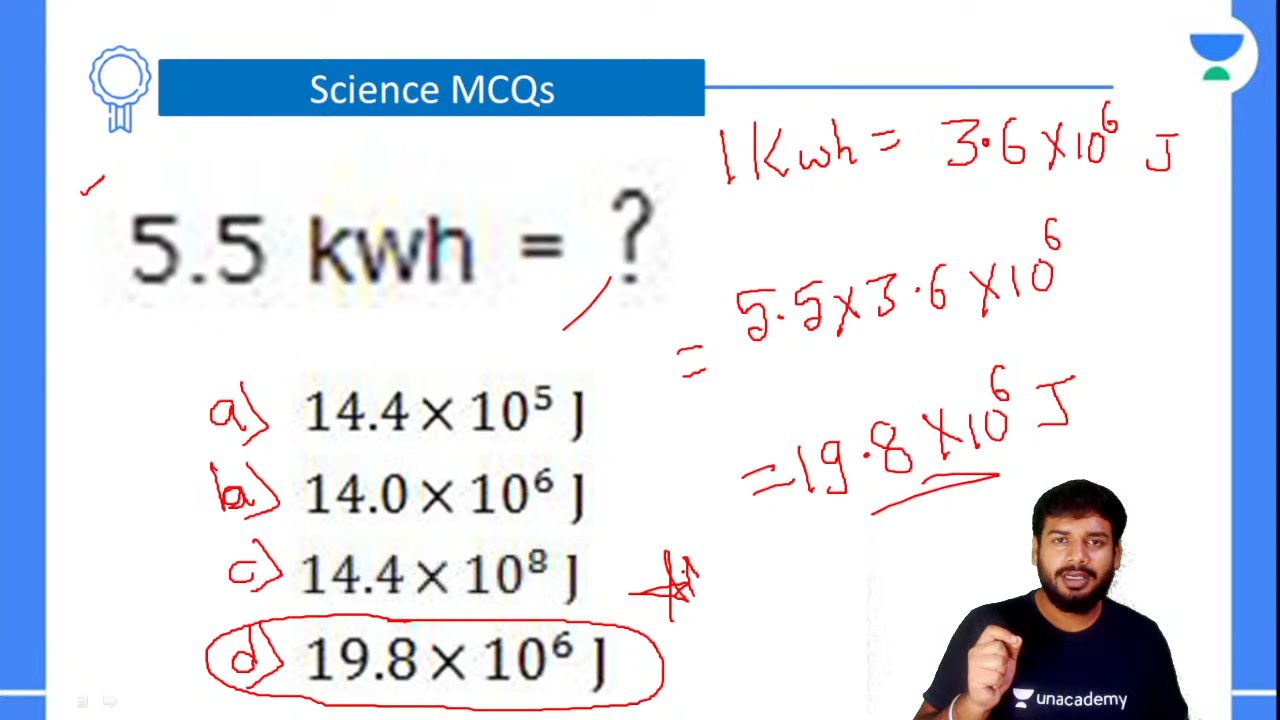 Science MCQs
1 Kwh = 3.6 × 10⁶ J
5.5 kwh = ?
5.5 × 3.6 × 10⁶
=
= 19.8 × 10⁶ J
a) 14.4 × 10⁵ J
b) 14.0 × 10⁶ J
c) 14.4 × 10⁸ J
d) 19.8 × 10⁶ J
unacademy